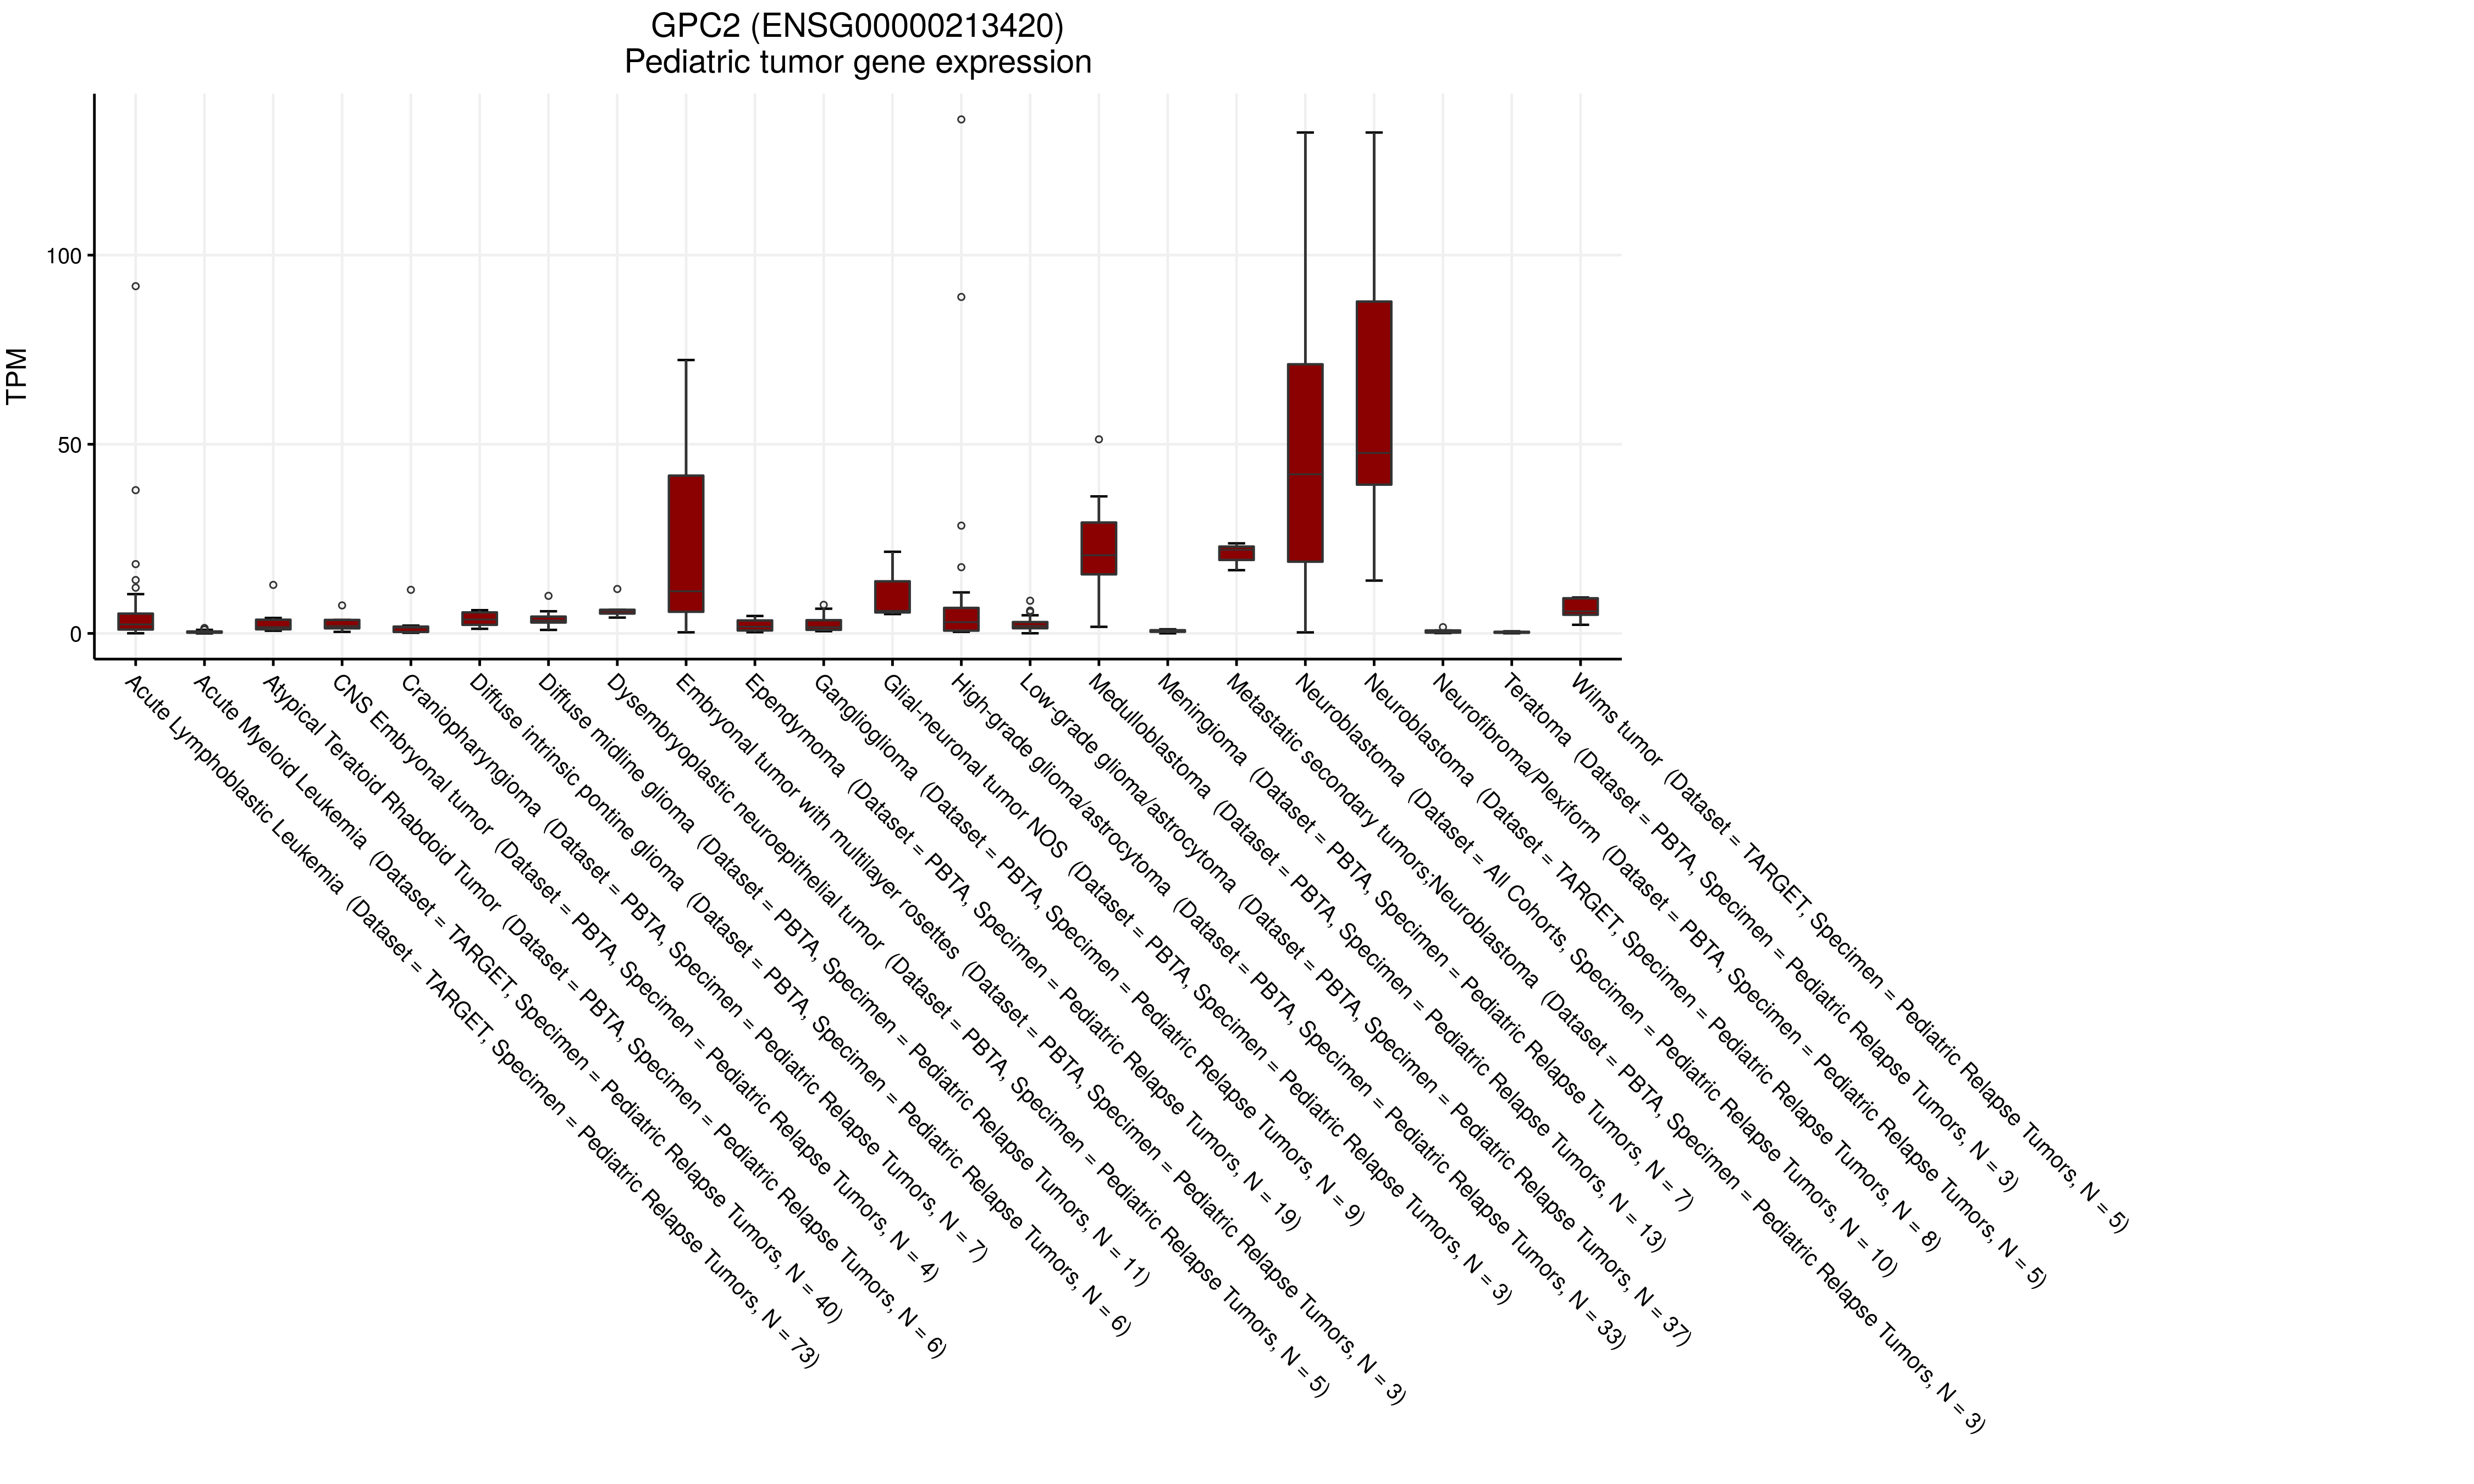 GPC2 (ENSG00000213420)
Pediatric tumor gene expression
TPM
100
50
0
Acute Lymphoblastic Leukemia (Dataset = TARGET, Specimen = Pediatric Relapse Tumors, N = 73)
Acute Myeloid Leukemia (Dataset = TARGET, Specimen = Pediatric Relapse Tumors, N = 40)
Atypical Teratoid Rhabdoid Tumor (Dataset = PBTA, Specimen = Pediatric Relapse Tumors, N = 6)
CNS Embryonal tumor (Dataset = PBTA, Specimen = Pediatric Relapse Tumors, N = 4)
Craniopharyngioma (Dataset = PBTA, Specimen = Pediatric Relapse Tumors, N = 7)
Diffuse intrinsic pontine glioma (Dataset = PBTA, Specimen = Pediatric Relapse Tumors, N = 6)
Diffuse midline glioma (Dataset = PBTA, Specimen = Pediatric Relapse Tumors, N = 11)
Dysembryoplastic neuroepithelial tumor (Dataset = PBTA, Specimen = Pediatric Relapse Tumors, N = 5)
Embryonal tumor with multilayer rosettes (Dataset = PBTA, Specimen = Pediatric Relapse Tumors, N = 3)
Ependymoma (Dataset = PBTA, Specimen = Pediatric Relapse Tumors, N = 19)
Ganglioglioma (Dataset = PBTA, Specimen = Pediatric Relapse Tumors, N = 9)
Glial-neuronal tumor NOS (Dataset = PBTA, Specimen = Pediatric Relapse Tumors, N = 3)
High-grade glioma/astrocytoma (Dataset = PBTA, Specimen = Pediatric Relapse Tumors, N = 33)
Low-grade glioma/astrocytoma (Dataset = PBTA, Specimen = Pediatric Relapse Tumors, N = 37)
Medulloblastoma (Dataset = PBTA, Specimen = Pediatric Relapse Tumors, N = 13)
Meningioma (Dataset = PBTA, Specimen = Pediatric Relapse Tumors, N = 7)
Metastatic secondary tumors;Neuroblastoma (Dataset = PBTA, Specimen = Pediatric Relapse Tumors, N = 3)
Neuroblastoma (Dataset = All Cohorts, Specimen = Pediatric Relapse Tumors, N = 10)
Neuroblastoma (Dataset = TARGET, Specimen = Pediatric Relapse Tumors, N = 8)
Neurofibroma/Plexiform (Dataset = PBTA, Specimen = Pediatric Relapse Tumors, N = 5)
Teratoma (Dataset = PBTA, Specimen = Pediatric Relapse Tumors, N = 3)
Wilms tumor (Dataset = TARGET, Specimen = Pediatric Relapse Tumors, N = 5)